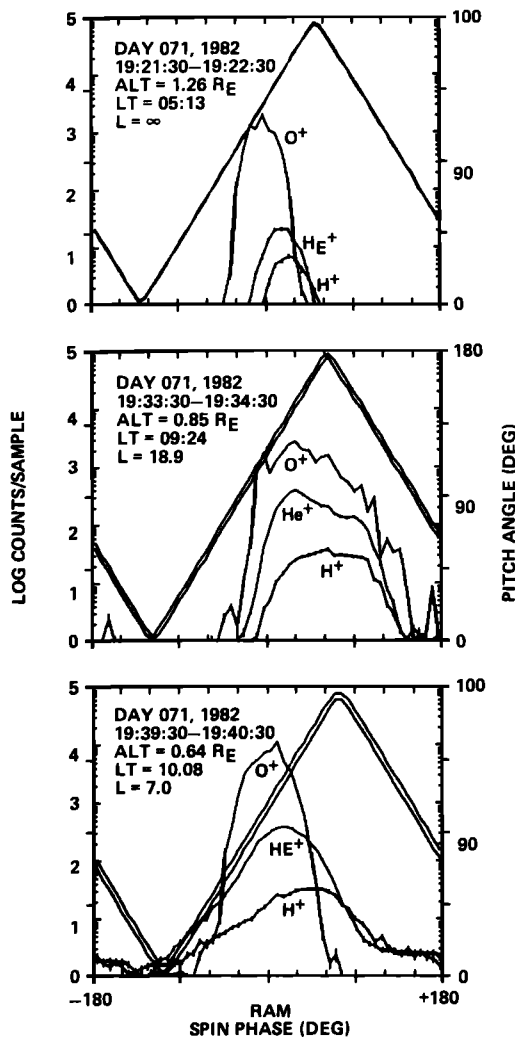 100
5
DAY 071, 1982
19:21:30–19:22:30
ALT = 1.26 RE
LT = 05:13
L = ∞
4
3
O+
90
2
HE+
1
H+
0
0
180
5
DAY 071, 1982
19:33:30–19:34:30
ALT = 0.85 RE
LT = 09:24
L = 18.9
4
3
O+
90
He+
2
H+
1
0
0
LOG COUNTS/SAMPLE
PITCH ANGLE (DEG)
100
5
DAY 071, 1982
19:39:30–19:40:30
ALT = 0.64 RE
LT = 10.08
L = 7.0
O+
4
3
HE+
90
2
H+
1
0
0
–180
RAM
+180
SPIN PHASE (DEG)